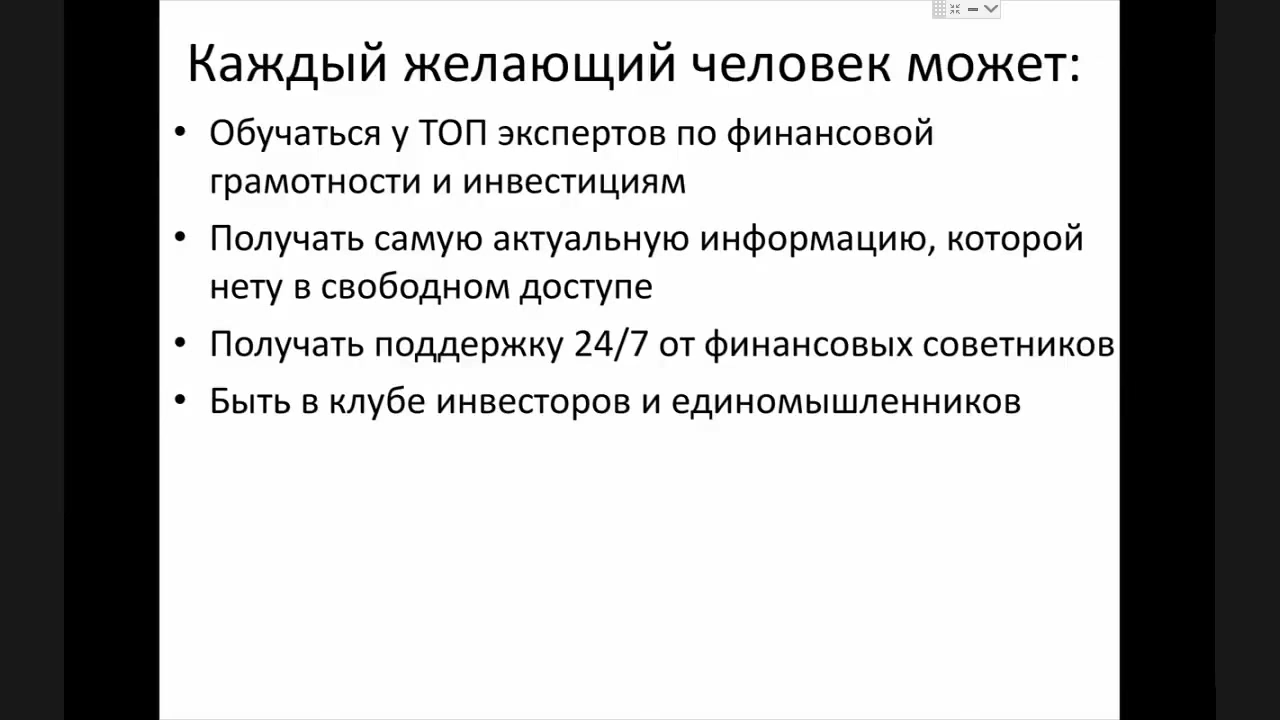 Каждый желающий человек может:
• Обучаться у ТОП экспертов по финансовой
грамотности и инвестициям
• Получать самую актуальную информацию, которой
нету в свободном доступе
• Получать поддержку 24/7 от финансовых советников
• Быть в клубе инвесторов и единомышленников